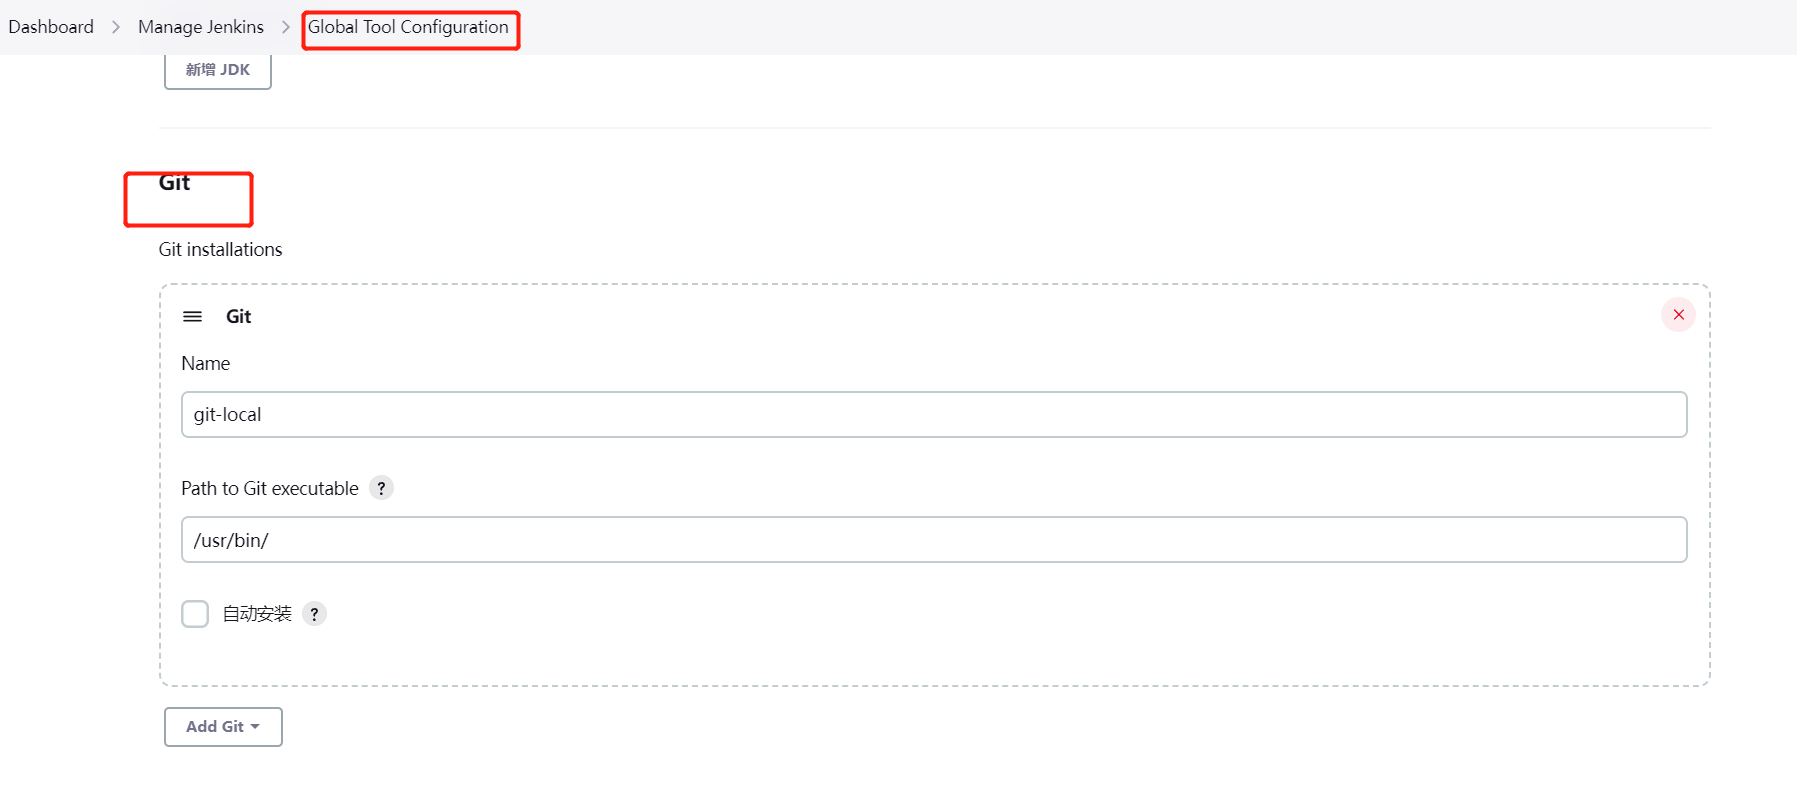 Dashboard > Manage Jenkins > Global Tool Configuration
新增 JDK
Git
Git installations
Git
Name
git-local
Path to Git executable ?
/usr/bin/
自动安装 ?
Add Git